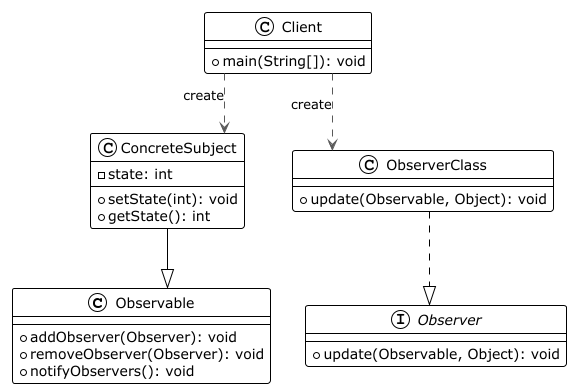 C Client
main(String[]): void
create
create
C ConcreteSubject
state: int
setState(int): void
getState(): int
C ObserverClass
update(Observable, Object): void
C Observable
addObserver(Observer): void
removeObserver(Observer): void
notifyObservers(): void
I Observer
update(Observable, Object): void